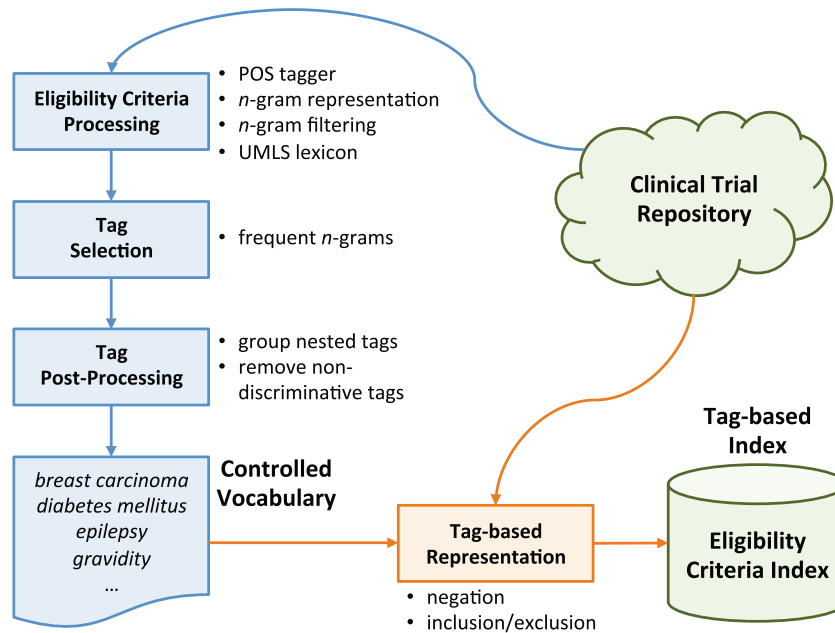 Eligibility Criteria
Processing
• POS tagger
• n-gram representation
• n-gram filtering
• UMLS lexicon
Clinical Trial
Repository
Tag
Selection
• frequent n-grams
Tag
Post-Processing
• group nested tags
• remove non-
discriminative tags
breast carcinoma
diabetes mellitus
epilepsy
gravidity
...
Controlled
Vocabulary
Tag-based
Representation
• negation
• inclusion/exclusion
Tag-based
Index
Eligibility
Criteria Index